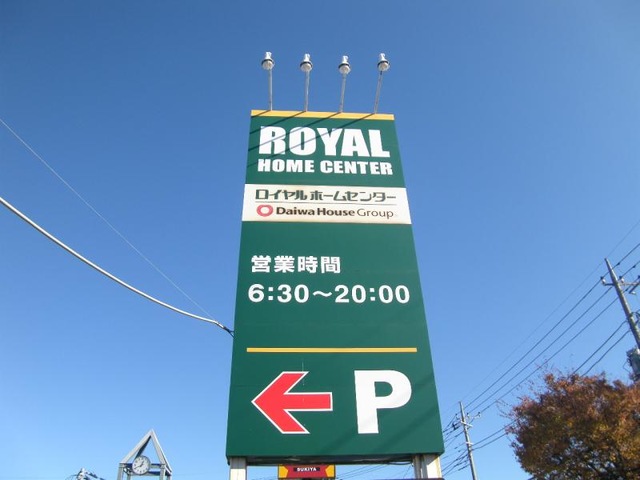 ROYAL
HOME CENTER
ロイヤルホームセンター
Daiwa House Group
営業時間
6:30～20:00
P
SUKIYA